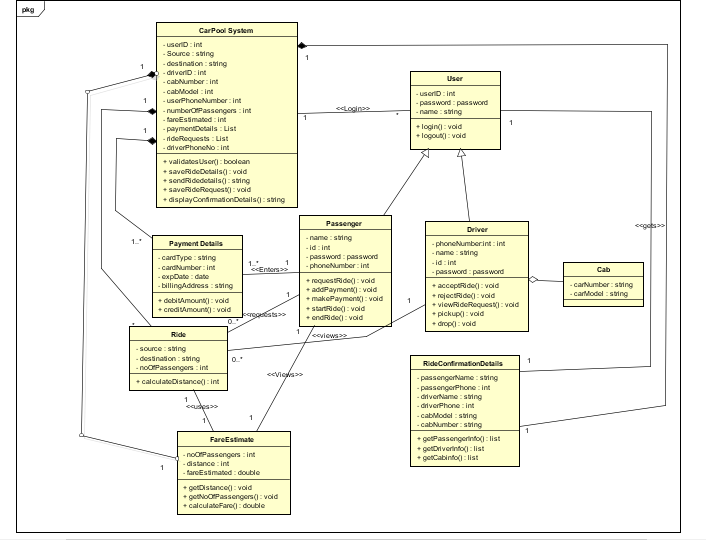 pkg
CarPool System
- userID : int
- Source : string
- destination : string
- driverID : int
- cabNumber : int
- cabModel : int
- userPhoneNumber : int
- numberOfPassengers : int
- fareEstimated : int
- paymentDetails : List
- rideRequests : List
- driverPhoneNo : int
+ validatesUser() : boolean
+ saveRideDetails() : void
+ sendRidedetails() : void
+ saveRideRequest() : void
+ displayConfirmationDetails() : string
1
1
1
1
1
<<Login>>
*
User
- userID : int
- password : password
- name : string
+ login() : void
+ logout() : void
1
<<gets>>
Passenger
- name : string
- id : int
- password : password
- phoneNumber : int
+ requestRide() : void
+ addPayment() : void
+ makePayment() : void
+ startRide() : void
+ endRide() : void
Driver
- phoneNumber.int : int
- name : string
- id : int
- password : password
+ acceptRide() : void
+ rejectRide() : void
+ viewRideRequest() : void
+ pickup() : void
+ drop() : void
Cab
- carNumber : string
- carModel : string
1..*
Payment Details
- cardType : string
- cardNumber : int
- expDate : date
- billingAddress : string
+ debitAmount() : void
+ creditAmount() : void
1..*
<<Enters>>
1
*
0..*
<<requests>>
1
Ride
- source : string
- destination : string
- noOfPassengers : int
+ calculateDistance() : int
0..*
<<views>>
1
1
<<Views>>
1
1
<<uses>>
1
FareEstimate
- noOfPassengers : int
- distance : int
- fareEstimated : double
+ getDistance() : void
+ getNoOfPassengers() : void
+ calculateFare() : double
1
RideConfirmationDetails
- passengerName : string
- passengerPhone : int
- driverName : string
- driverPhone : int
- cabModel : string
- cabNumber : string
+ getPassengerInfo() : list
+ getDriverInfo() : list
+ getCabinfo() : list
1
1